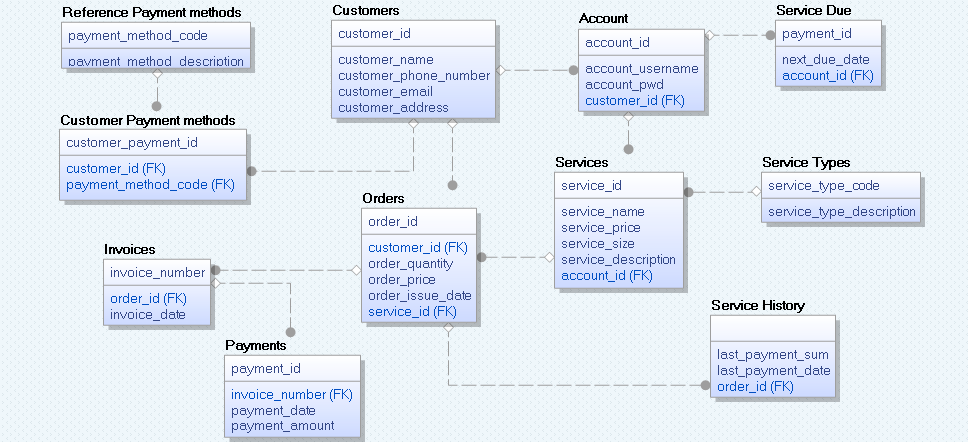 Reference Payment methods
payment_method_code
payment_method_description
Customers
customer_id
customer_name
customer_phone_number
customer_email
customer_address
Account
account_id
account_username
account_pwd
customer_id (FK)
Service Due
payment_id
next_due_date
account_id (FK)
Customer Payment methods
customer_payment_id
customer_id (FK)
payment_method_code (FK)
Services
service_id
service_name
service_price
service_size
service_description
account_id (FK)
Service Types
service_type_code
service_type_description
Orders
order_id
customer_id (FK)
order_quantity
order_price
order_issue_date
service_id (FK)
Invoices
invoice_number
order_id (FK)
invoice_date
Service History
last_payment_sum
last_payment_date
order_id (FK)
Payments
payment_id
invoice_number (FK)
payment_date
payment_amount